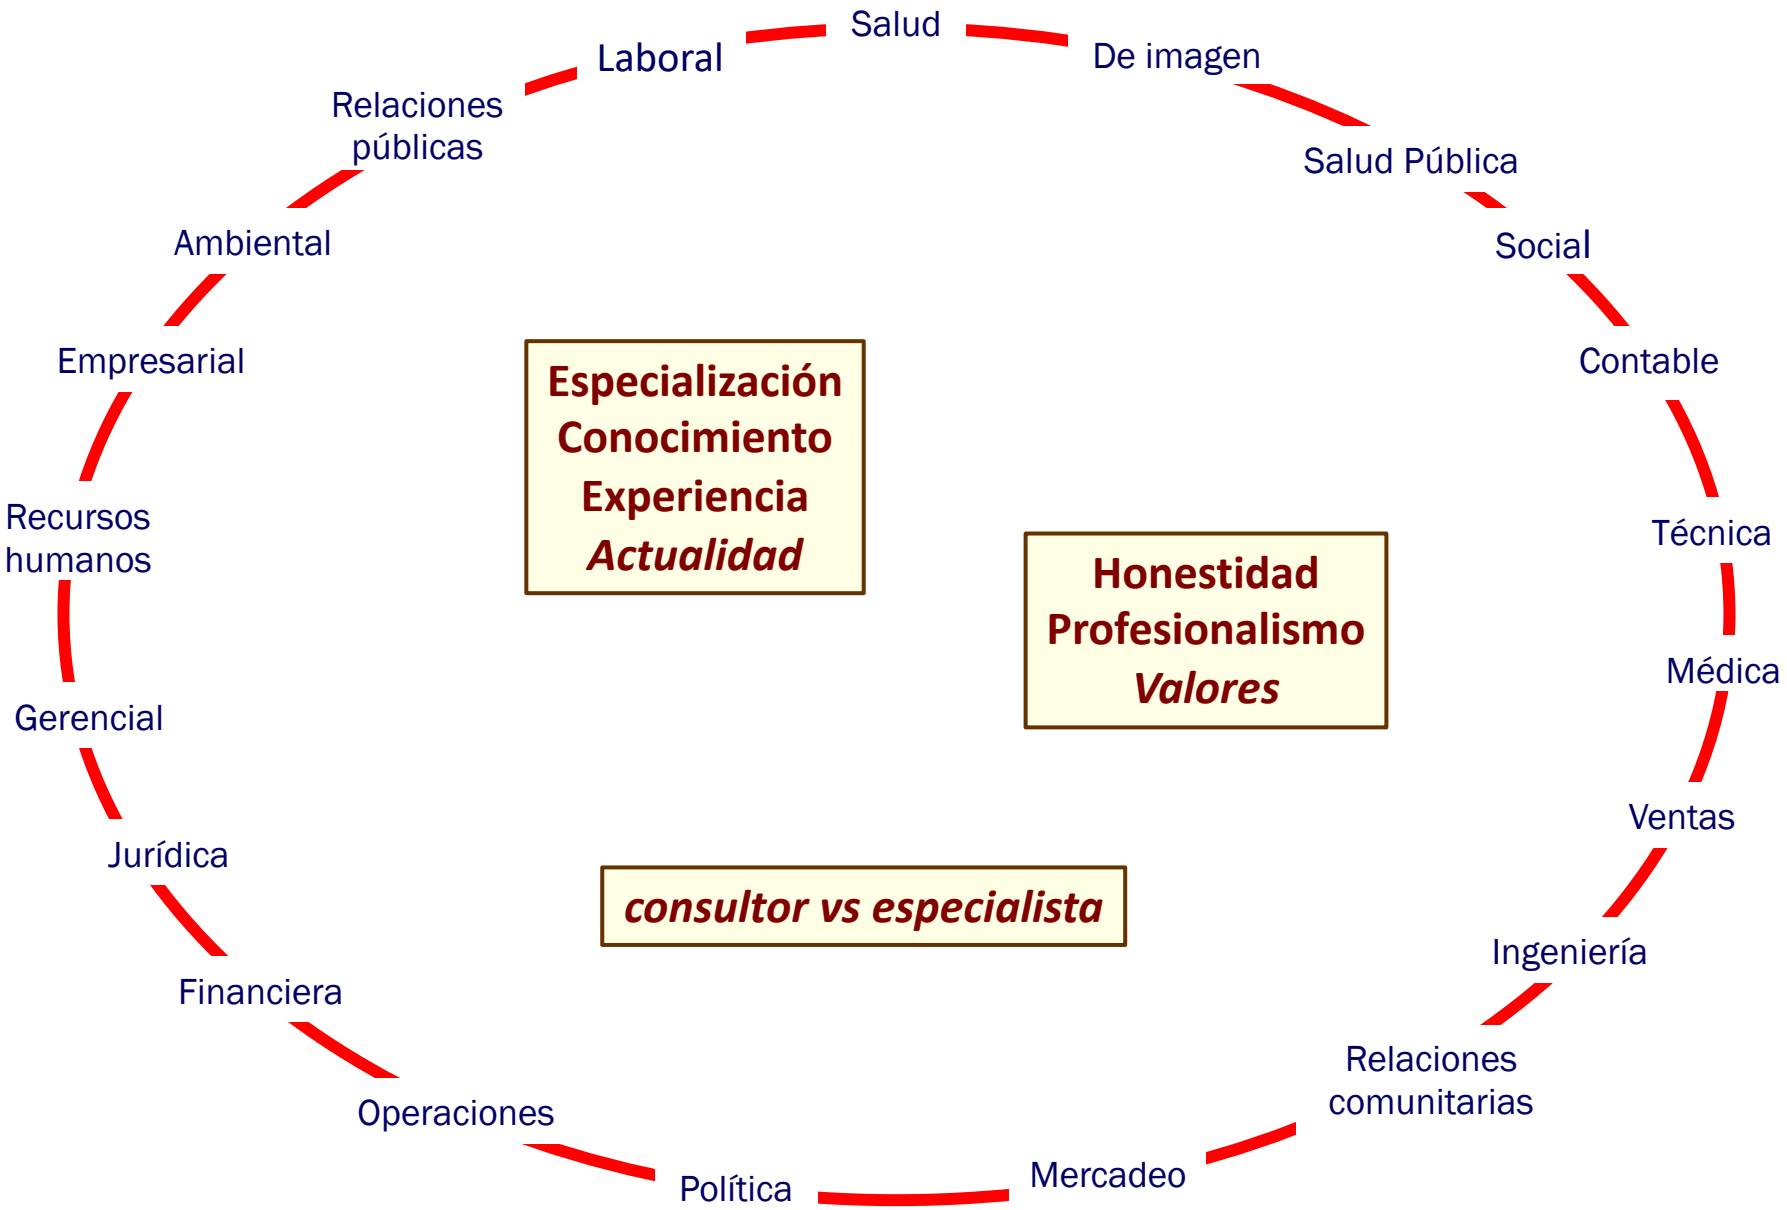 Salud
De imagen
Salud Pública
Social
Contable
Técnica
Médica
Ventas
Ingeniería
Relaciones
comunitarias
Mercadeo
Política
Operaciones
Financiera
Jurídica
Gerencial
Recursos
humanos
Empresarial
Ambiental
Relaciones
públicas
Laboral
Especialización
Conocimiento
Experiencia
Actualidad
Honestidad
Profesionalismo
Valores
consultor vs especialista